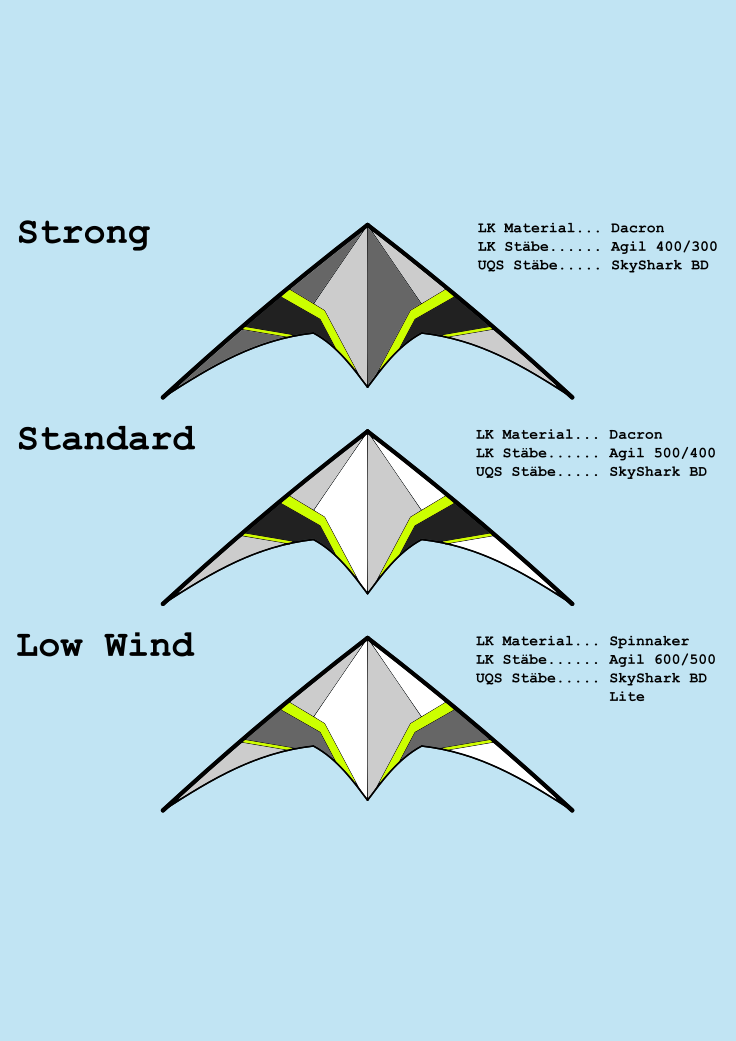 Strong
LK Material... Dacron
LK Stäbe...... Agil 400/300
UQS Stäbe..... SkyShark BD
Standard
LK Material... Dacron
LK Stäbe...... Agil 500/400
UQS Stäbe..... SkyShark BD
Low Wind
LK Material... Spinnaker
LK Stäbe...... Agil 600/500
UQS Stäbe..... SkyShark BD
Lite